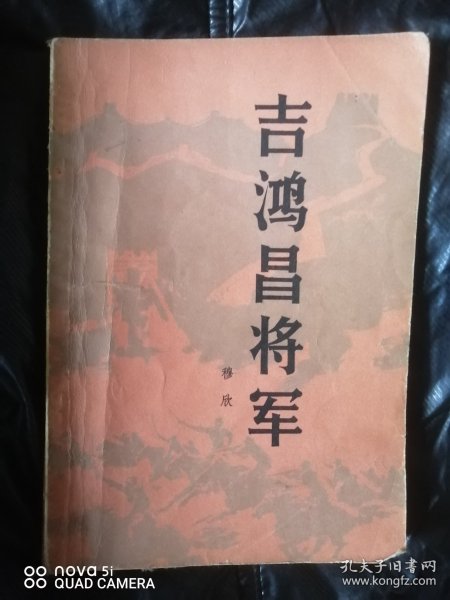 吉鸿昌将军
穆欣
nova 5i
QUAD CAMERA
孔夫子旧书网
www.kongfz.com